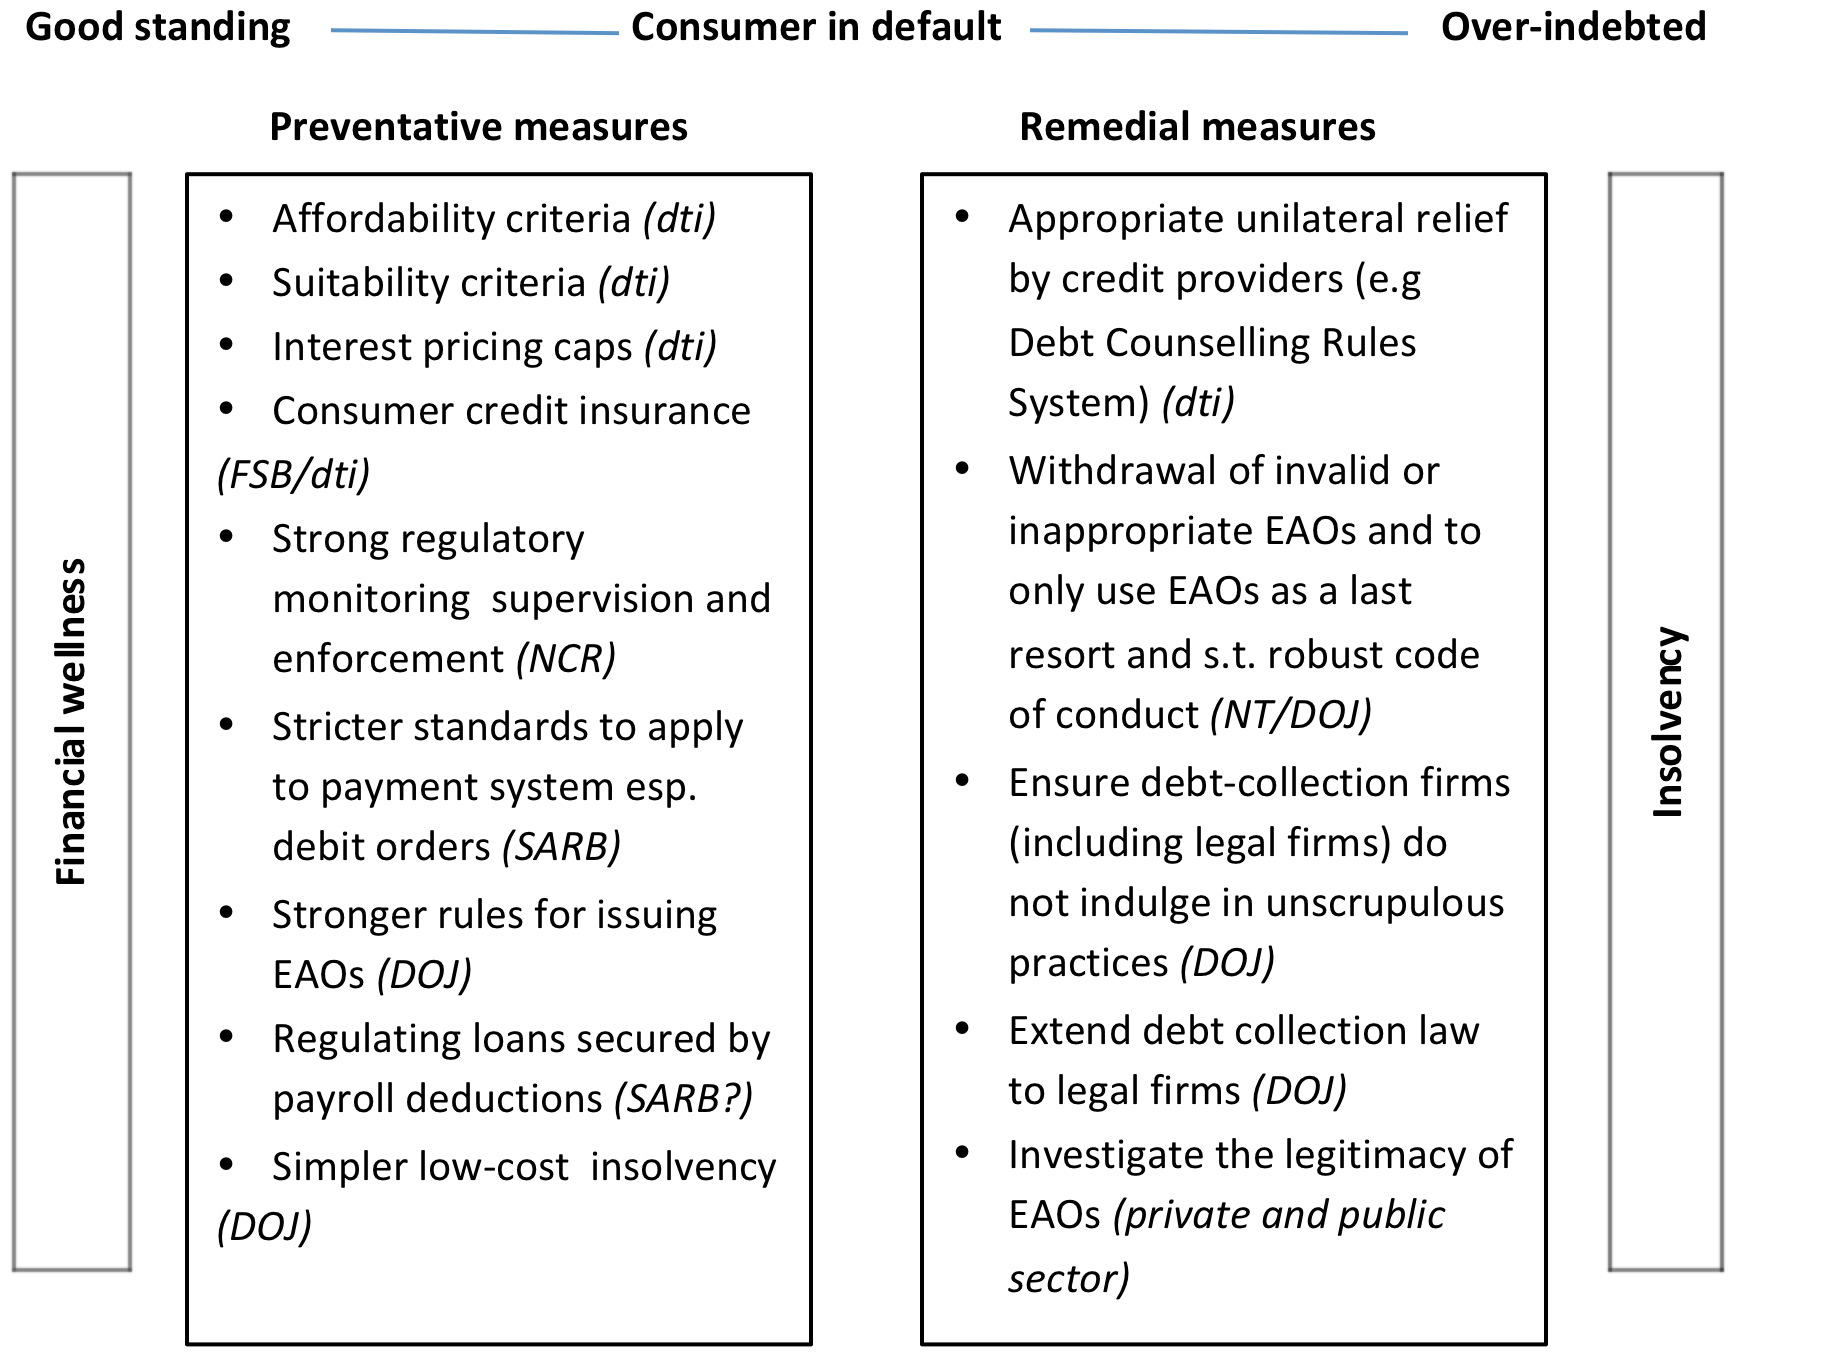 Good standing
Consumer in default
Over-indebted
Preventative measures
Remedial measures
Financial wellness
• Affordability criteria (dti)
• Suitability criteria (dti)
• Interest pricing caps (dti)
• Consumer credit insurance
(FSB/dti)
• Strong regulatory
monitoring  supervision and
enforcement (NCR)
• Stricter standards to apply
to payment system esp.
debit orders (SARB)
• Stronger rules for issuing
EAOs (DOJ)
• Regulating loans secured by
payroll deductions (SARB?)
• Simpler low-cost  insolvency
(DOJ)
• Appropriate unilateral relief
by credit providers (e.g
Debt Counselling Rules
System) (dti)
• Withdrawal of invalid or
inappropriate EAOs and to
only use EAOs as a last
resort and s.t. robust code
of conduct (NT/DOJ)
• Ensure debt-collection firms
(including legal firms) do
not indulge in unscrupulous
practices (DOJ)
• Extend debt collection law
to legal firms (DOJ)
• Investigate the legitimacy of
EAOs (private and public
sector)
Insolvency